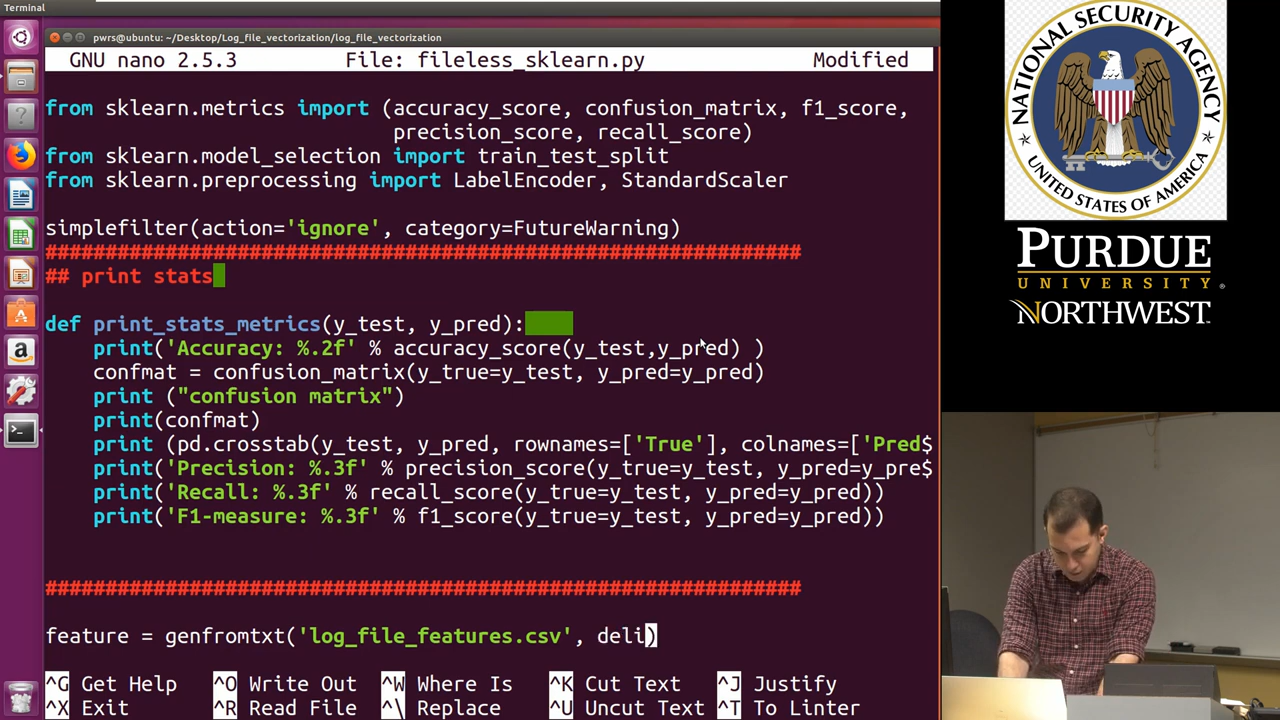 Terminal
pwrs@ubuntu: ~/Desktop/Log_file_vectorization/log_file_vectorization
GNU nano 2.5.3 File: fileless_sklearn.py Modified
from sklearn.metrics import (accuracy_score, confusion_matrix, f1_score,
precision_score, recall_score)
from sklearn.model_selection import train_test_split
from sklearn.preprocessing import LabelEncoder, StandardScaler
simplefilter(action='ignore', category=FutureWarning)
###############################################################
## print stats
def print_stats_metrics(y_test, y_pred):
print('Accuracy: %.2f' % accuracy_score(y_test,y_pred) )
confmat = confusion_matrix(y_true=y_test, y_pred=y_pred)
print ("confusion matrix")
print(confmat)
print (pd.crosstab(y_test, y_pred, rownames=['True'], colnames=['Pred$
print('Precision: %.3f' % precision_score(y_true=y_test, y_pred=y_pre$
print('Recall: %.3f' % recall_score(y_true=y_test, y_pred=y_pred))
print('F1-measure: %.3f' % f1_score(y_true=y_test, y_pred=y_pred))
###############################################################
feature = genfromtxt('log_file_features.csv', deli)
^G Get Help ^O Write Out ^W Where Is ^K Cut Text ^J Justify
^X Exit ^R Read File ^\ Replace ^U Uncut Text ^T To Linter
NATIONAL SECURITY AGENCY
UNITED STATES OF AMERICA
PURDUE
UNIVERSITY®
NORTHWEST™